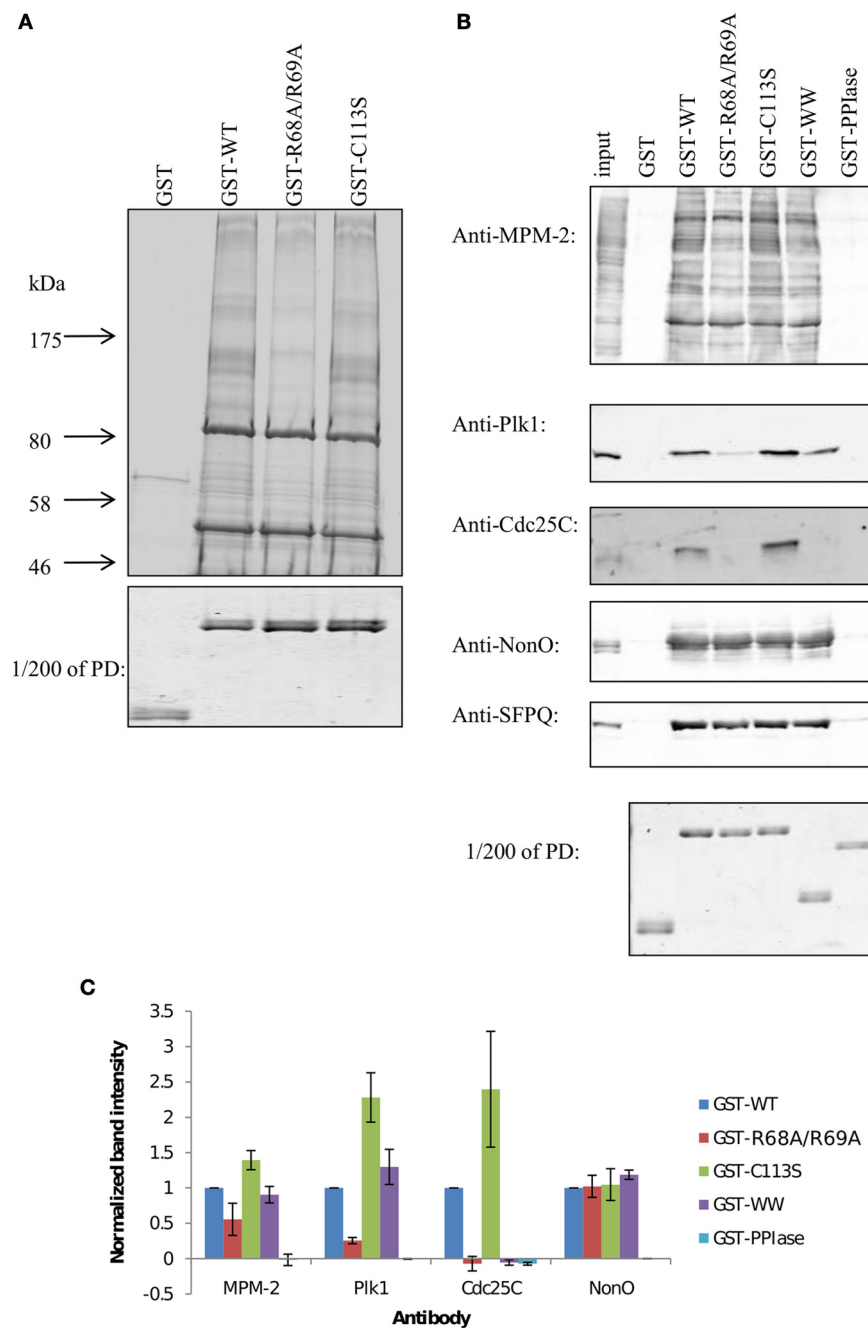 A
GST
GST-WT
GST-R68A/R69A
GST-C113S
kDa
175
80
58
46
1/200 of PD:
B
input
GST
GST-WT
GST-R68A/R69A
GST-C113S
GST-WW
GST-PPIase
Anti-MPM-2:
Anti-Plk1:
Anti-Cdc25C:
Anti-NonO:
Anti-SFPQ:
1/200 of PD:
C
Normalized band intensity
3.5
3
2.5
2
1.5
1
0.5
0
-0.5
MPM-2 Plk1 Cdc25C NonO
Antibody
GST-WT
GST-R68A/R69A
GST-C113S
GST-WW
GST-PPIase